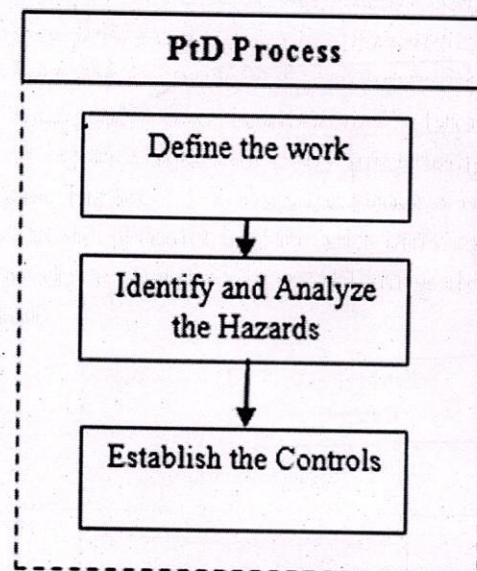 PtD Process
Define the work
Identify and Analyze
the Hazards
Establish the Controls